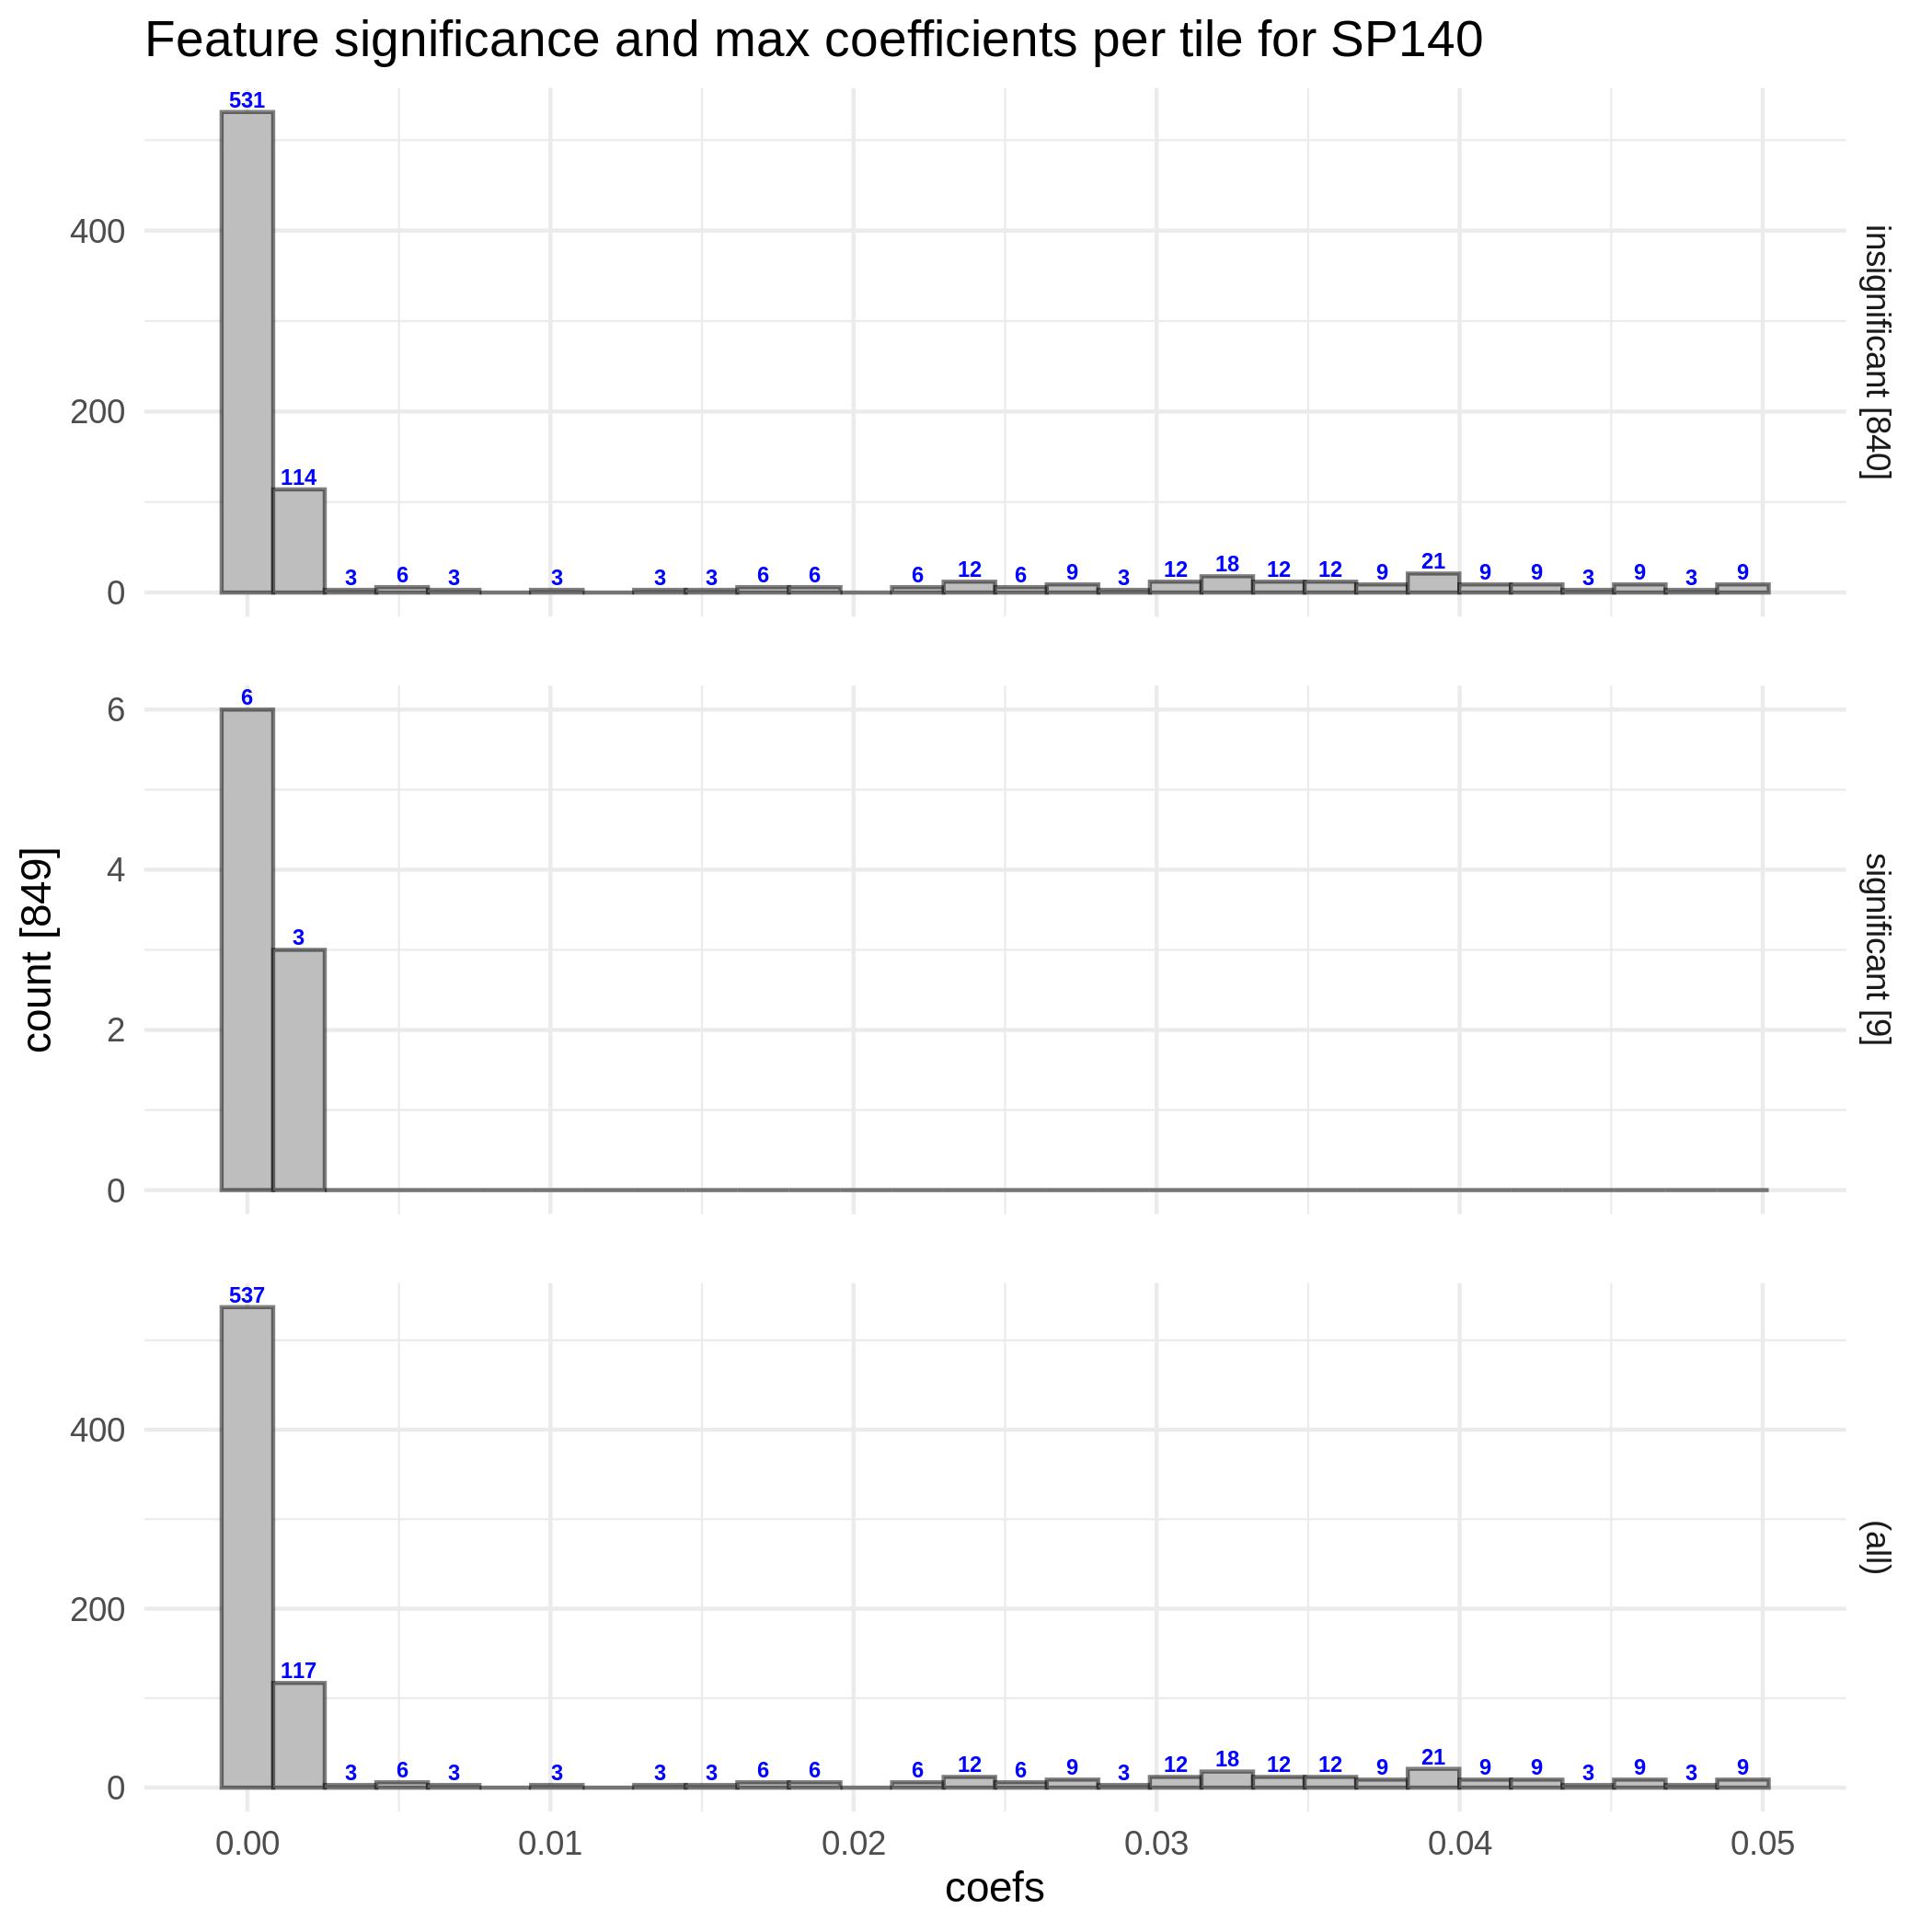 Feature significance and max coefficients per tile for SP140
531
114
3 6 3 3 3 3 6 6 6 12 6 9 3 12 18 12 12 9 21 9 9 3 9 3 9
400
200
0
insignificant [840]
6
3
6
4
2
0
significant [9]
count [849]
537
117
3 6 3 3 3 3 6 6 6 12 6 9 3 12 18 12 12 9 21 9 9 3 9 3 9
400
200
0
(all)
0.00 0.01 0.02 0.03 0.04 0.05
coefs